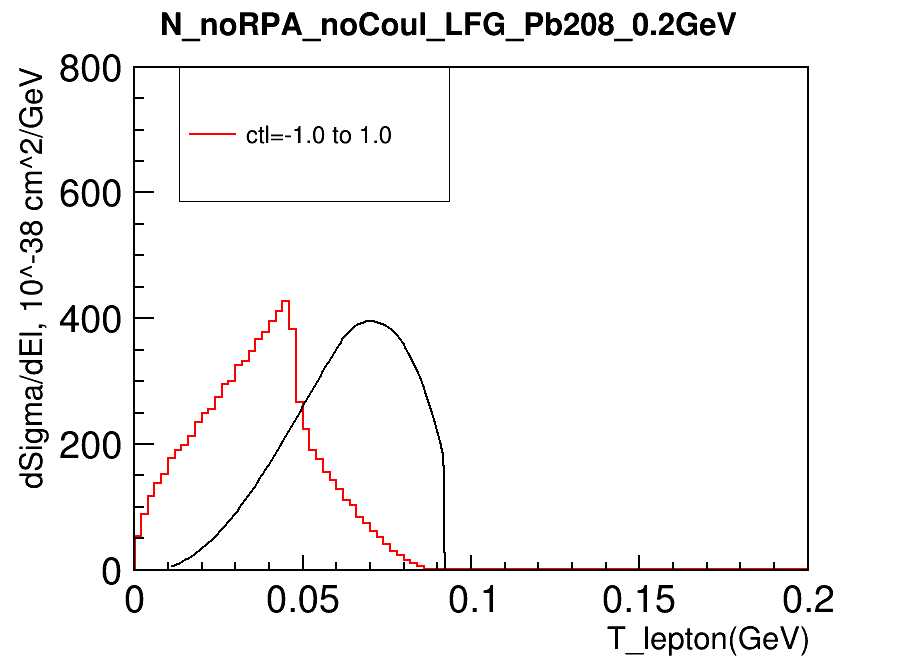 N_noRPA_noCoul_LFG_Pb208_0.2GeV
dSigma/dEl, 10^-38 cm^2/GeV
800
600
400
200
0
ctl=-1.0 to 1.0
0 0.05 0.1 0.15 0.2
T_lepton(GeV)